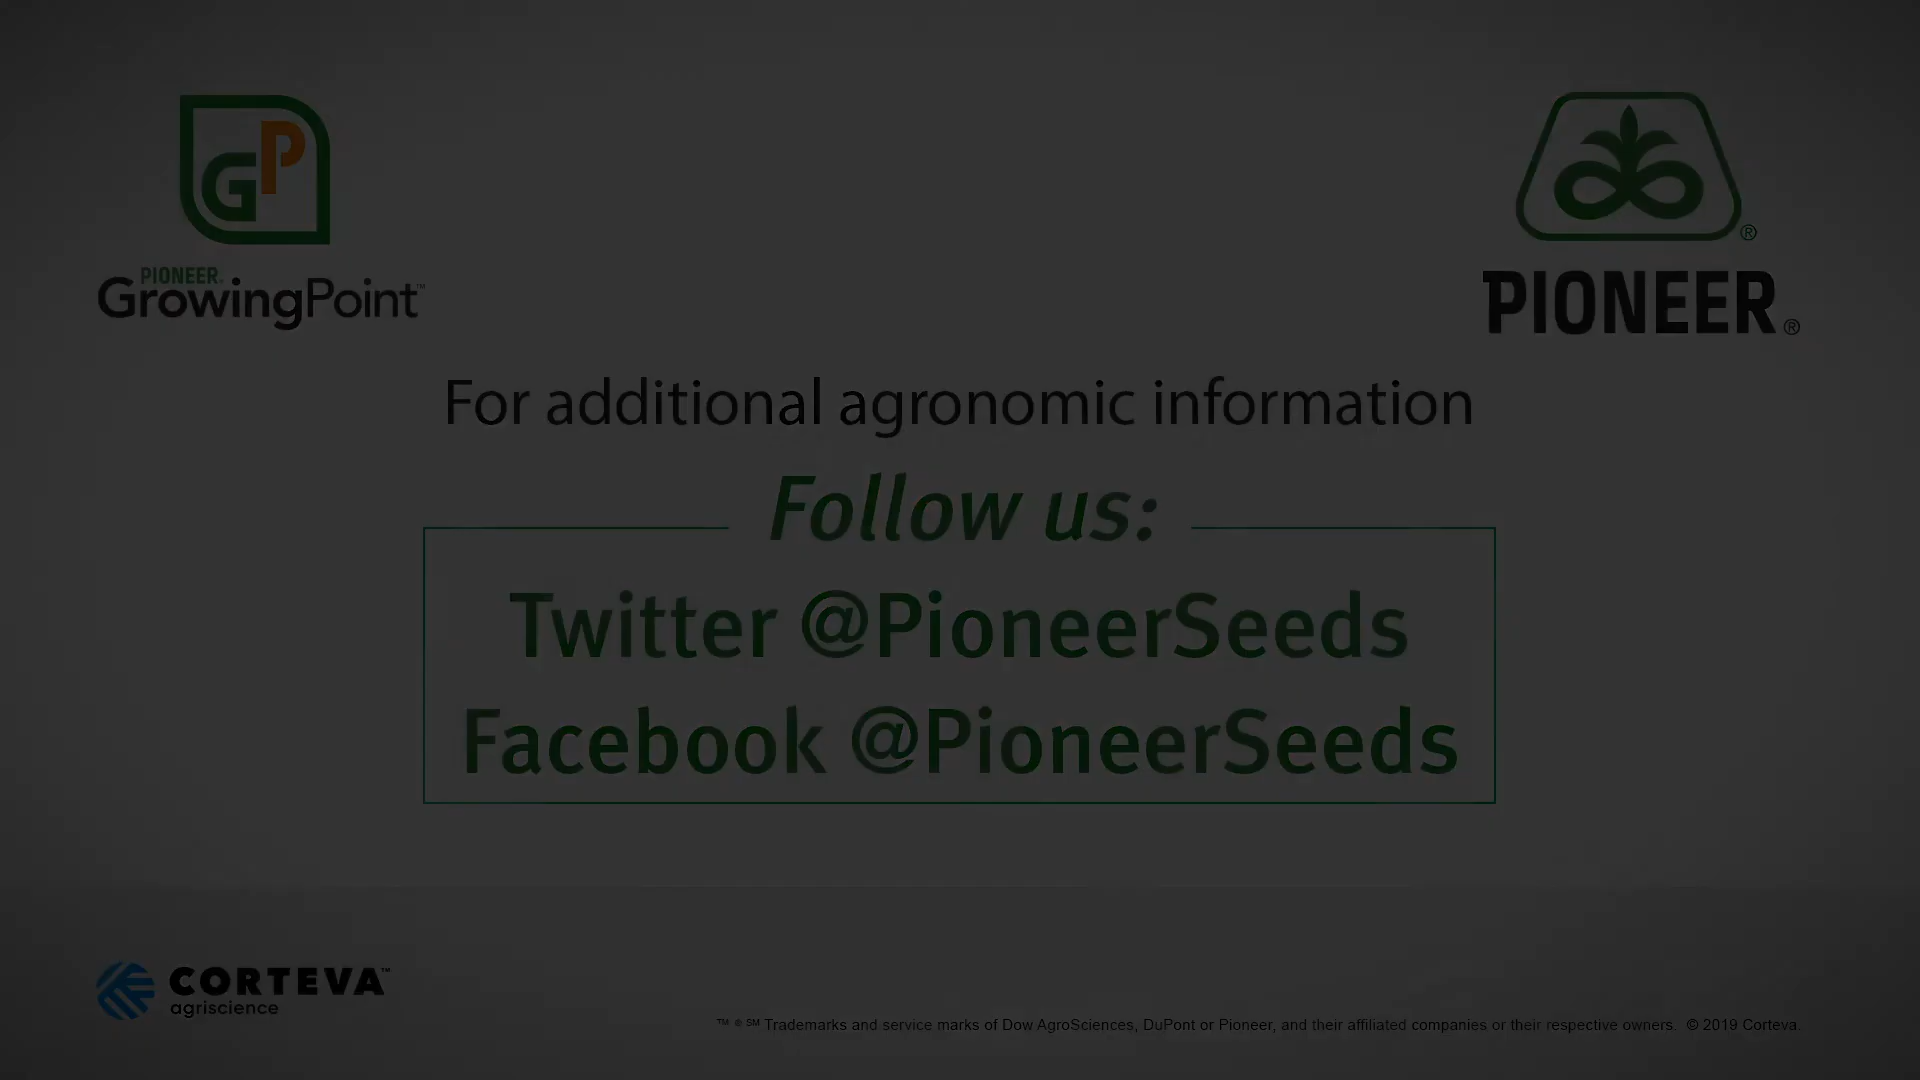 GP
PIONEER®
GrowingPoint™
®
PIONEER®
For additional agronomic information
Follow us:
Twitter @PioneerSeeds
Facebook @PioneerSeeds
CORTEVA™
agriscience
™ ® ℠ Trademarks and service marks of Dow AgroSciences, DuPont or Pioneer, and their affiliated companies or their respective owners. © 2019 Corteva.